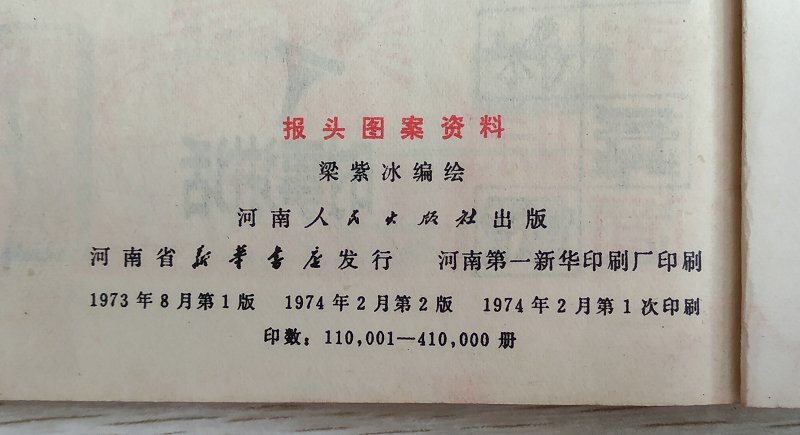 报头图案资料
梁紫冰编绘
河南人民出版社出版
河南省新华书店发行 河南第一新华印刷厂印刷
1973年8月第1版 1974年2月第2版 1974年2月第1次印刷
印数：110,001—410,000册